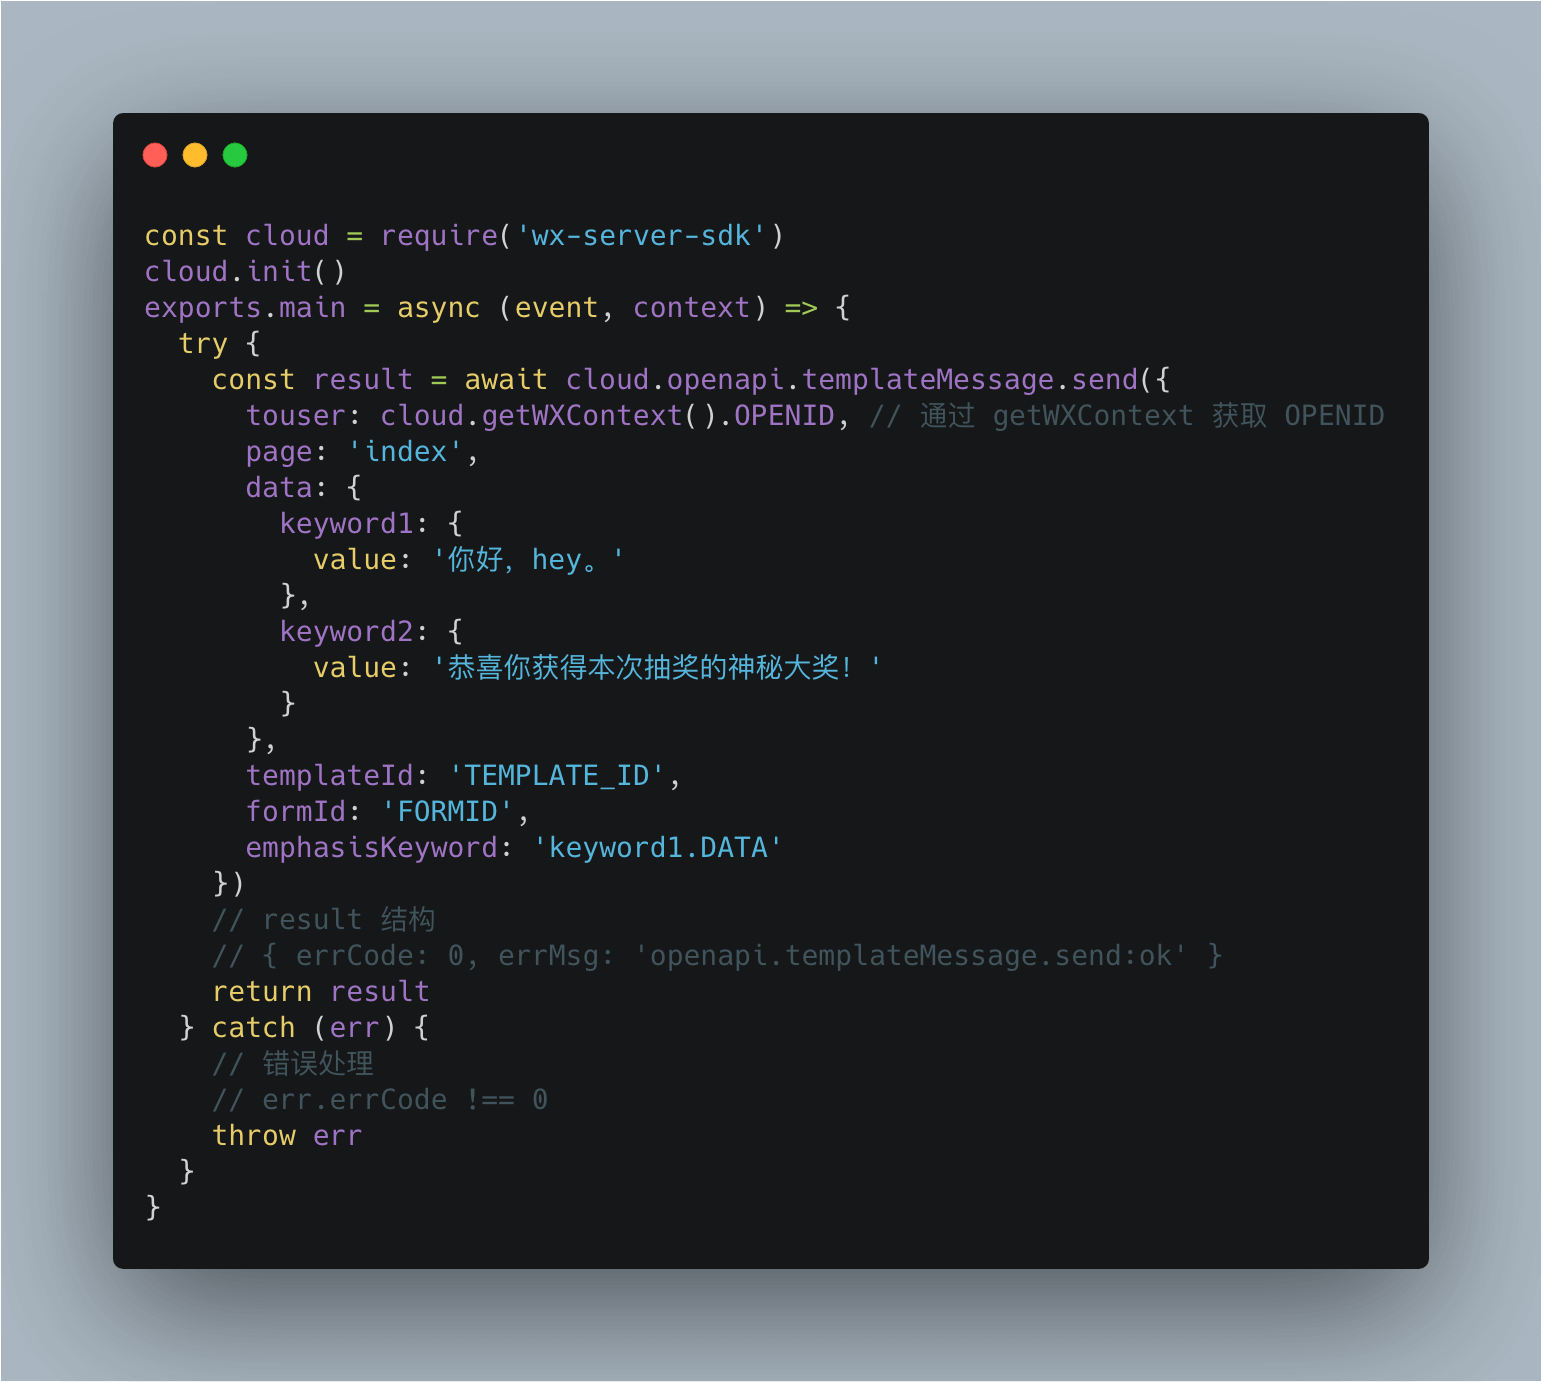 const cloud = require('wx-server-sdk')
cloud.init()
exports.main = async (event, context) => {
  try {
    const result = await cloud.openapi.templateMessage.send({
      touser: cloud.getWXContext().OPENID, // 通过 getWXContext 获取 OPENID
      page: 'index',
      data: {
        keyword1: {
          value: '你好，hey。'
        },
        keyword2: {
          value: '恭喜你获得本次抽奖的神秘大奖！'
        }
      },
      templateId: 'TEMPLATE_ID',
      formId: 'FORMID',
      emphasisKeyword: 'keyword1.DATA'
    })
    // result 结构
    // { errCode: 0, errMsg: 'openapi.templateMessage.send:ok' }
    return result
  } catch (err) {
    // 错误处理
    // err.errCode !== 0
    throw err
  }
}